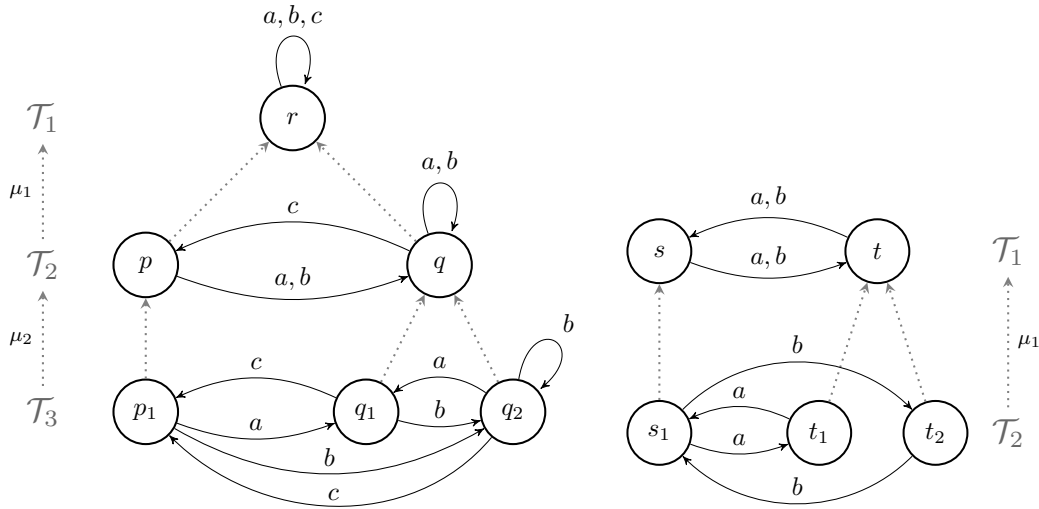 a, b, c
𝒯₁
r
μ₁
a, b
c
𝒯₂
p
q
a, b
μ₂
b
c
a
𝒯₃
p₁
q₁
q₂
a
b
b
c
a, b
s
a, b
t
𝒯₁
b
μ₁
a
s₁
t₁
t₂
𝒯₂
a
b